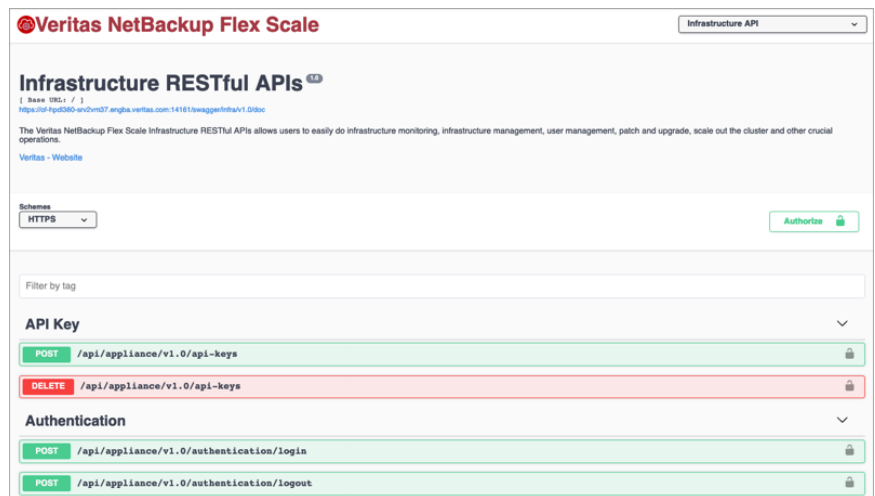 Veritas NetBackup Flex Scale
Infrastructure API
Infrastructure RESTful APIs 1.0
[ Base URL: / ]
https://of-hpdl380-srv2vm37.engba.veritas.com:14161/swagger/infra/v1.0/doc
The Veritas NetBackup Flex Scale Infrastructure RESTful APIs allows users to easily do infrastructure monitoring, infrastructure management, user management, patch and upgrade, scale out the cluster and other crucial
operations.
Veritas - Website
Schemes
HTTPS
Authorize
Filter by tag
API Key
POST /api/appliance/v1.0/api-keys
DELETE /api/appliance/v1.0/api-keys
Authentication
POST /api/appliance/v1.0/authentication/login
POST /api/appliance/v1.0/authentication/logout